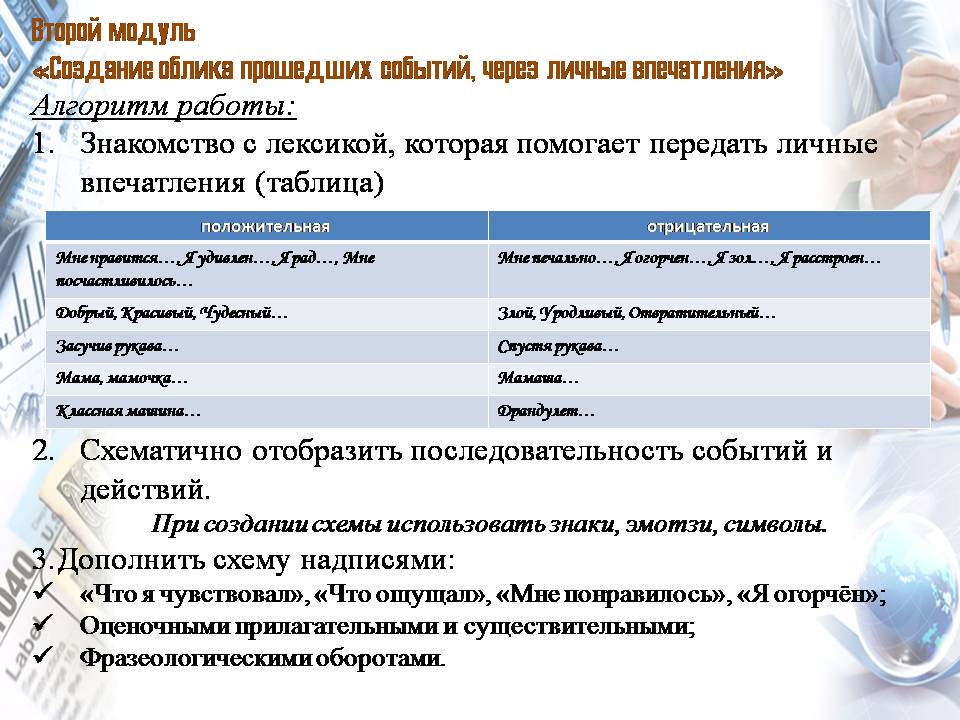 Второй модуль
«Создание облика прошедших событий, через личные впечатления»
Алгоритм работы:
1. Знакомство с лексикой, которая помогает передать личные
впечатления (таблица)
положительная отрицательная
Мне нравится…, Я удивлен…, Я рад…, Мне посчастливилось… Мне печально…, Я огорчен…, Я зол…, Я расстроен…
Добрый, Красивый, Чудесный… Злой, Уродливый, Отвратительный…
Засучив рукава… Спустя рукава…
Мама, мамочка… Мамаша…
Классная машина… Драндулет…
2. Схематично отобразить последовательность событий и
действий.
При создании схемы использовать знаки, эмотзи, символы.
3. Дополнить схему надписями:
✓ «Что я чувствовал», «Что ощущал», «Мне понравилось», «Я огорчён»;
✓ Оценочными прилагательными и существительными;
✓ Фразеологическими оборотами.
1040
Label